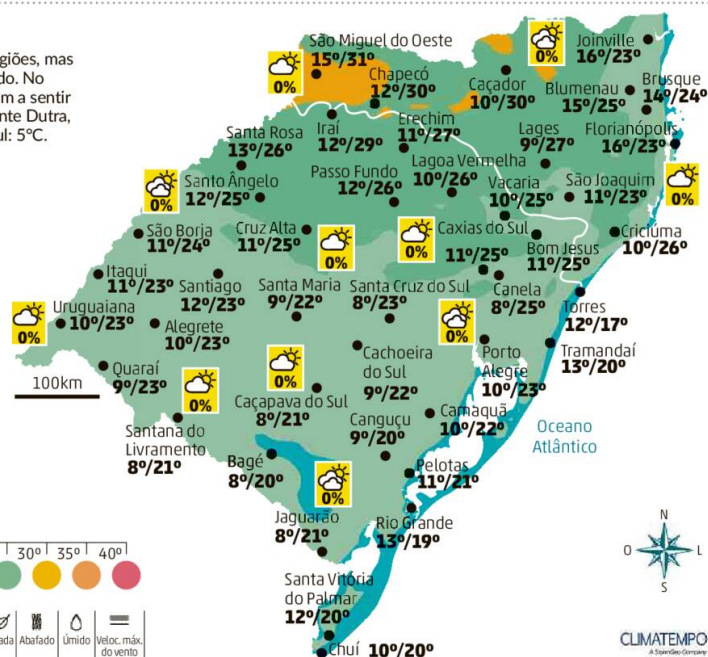 giões, mas
do. No
m a sentir
nte Dutra,
ul: 5°C.
São Miguel do Oeste
15º/31º
0%
Chapecó
12º/30º
Caçador
10º/30º
0%
Joinville
16º/23º
Blumenau
15º/25º
Brusque
14º/24º
Iraí
12º/29º
Erechim
11º/27º
Lages
9º/27º
Florianópolis
16º/23º
0%
Santa Rosa
13º/26º
Passo Fundo
12º/26º
Lagoa Vermelha
10º/26º
Vacaria
10º/25º
São Joaquim
11º/23º
0%
Santo Ângelo
12º/25º
São Borja
11º/24º
Cruz Alta
11º/25º
0%
0%
Caxias do Sul
11º/25º
Bom Jesus
11º/25º
Criciúma
10º/26º
Itaqui
11º/23º
Santiago
12º/23º
Santa Maria
9º/22º
Santa Cruz do Sul
8º/23º
Canela
8º/25º
Torres
12º/17º
0%
Uruguaiana
10º/23º
Alegrete
10º/23º
0%
Porto
Alegre
10º/23º
Tramandaí
13º/20º
Quaraí
9º/23º
100km
0%
0%
Caçapava do Sul
8º/21º
Cachoeira
do Sul
9º/22º
Camaquã
10º/22º
Santana do
Livramento
8º/21º
Canguçu
9º/20º
Oceano
Atlântico
Bagé
8º/20º
0%
Pelotas
11º/21º
Jaguarão
8º/21º
Rio Grande
13º/19º
N
O
L
S
30º 35º 40º
Santa Vitória
do Palmar
12º/20º
Chuí 10º/20º
ada
Abafado
Úmido
Veloc. máx.
do vento
CLIMATEMPO
A StormGeo Company